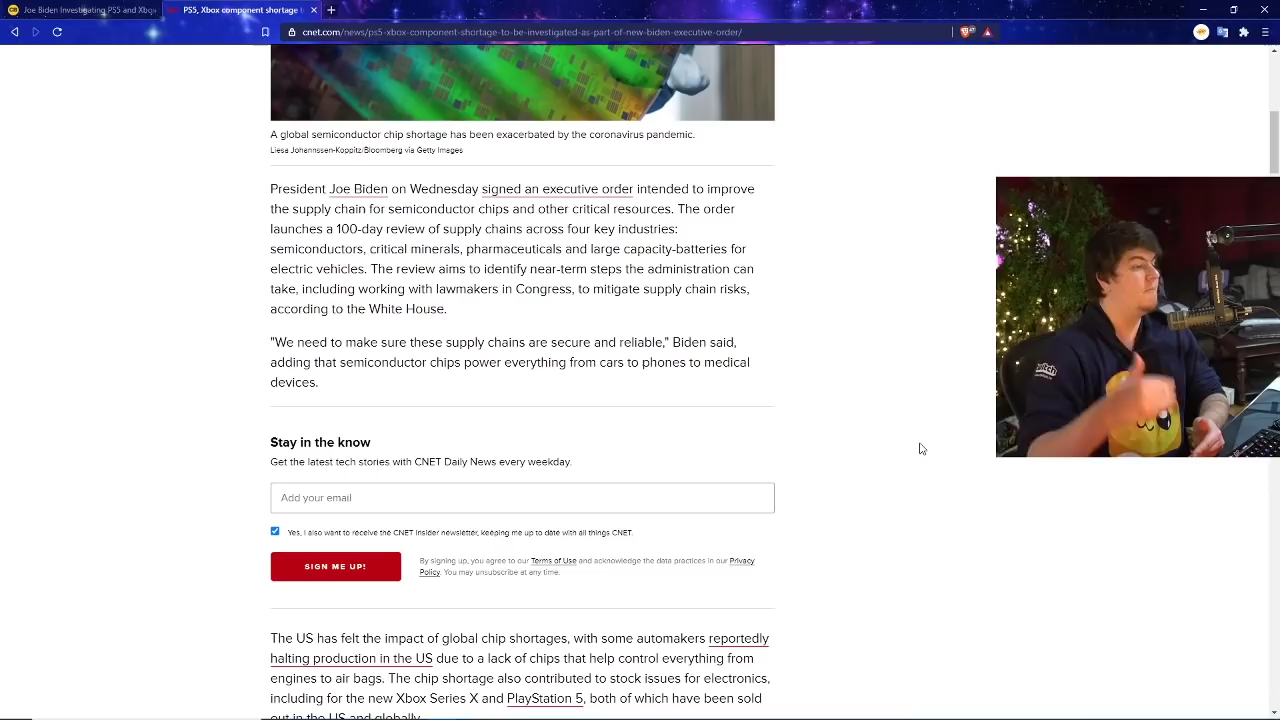 Joe Biden Investigating PS5 and Xbox
PS5, Xbox component shortage t
cnet.com/news/ps5-xbox-component-shortage-to-be-investigated-as-part-of-new-biden-executive-order/
A global semiconductor chip shortage has been exacerbated by the coronavirus pandemic.
Liesa Johannssen-Koppitz/Bloomberg via Getty Images
President Joe Biden on Wednesday signed an executive order intended to improve
the supply chain for semiconductor chips and other critical resources. The order
launches a 100-day review of supply chains across four key industries:
semiconductors, critical minerals, pharmaceuticals and large capacity-batteries for
electric vehicles. The review aims to identify near-term steps the administration can
take, including working with lawmakers in Congress, to mitigate supply chain risks,
according to the White House.
"We need to make sure these supply chains are secure and reliable," Biden said,
adding that semiconductor chips power everything from cars to phones to medical
devices.
Stay in the know
Get the latest tech stories with CNET Daily News every weekday.
Add your email
Yes, I also want to receive the CNET Insider newsletter, keeping me up to date with all things CNET.
SIGN ME UP!
By signing up, you agree to our Terms of Use and acknowledge the data practices in our Privacy
Policy. You may unsubscribe at any time.
The US has felt the impact of global chip shortages, with some automakers reportedly
halting production in the US due to a lack of chips that help control everything from
engines to air bags. The chip shortage also contributed to stock issues for electronics,
including for the new Xbox Series X and PlayStation 5, both of which have been sold
out in the US and globally.
twitch